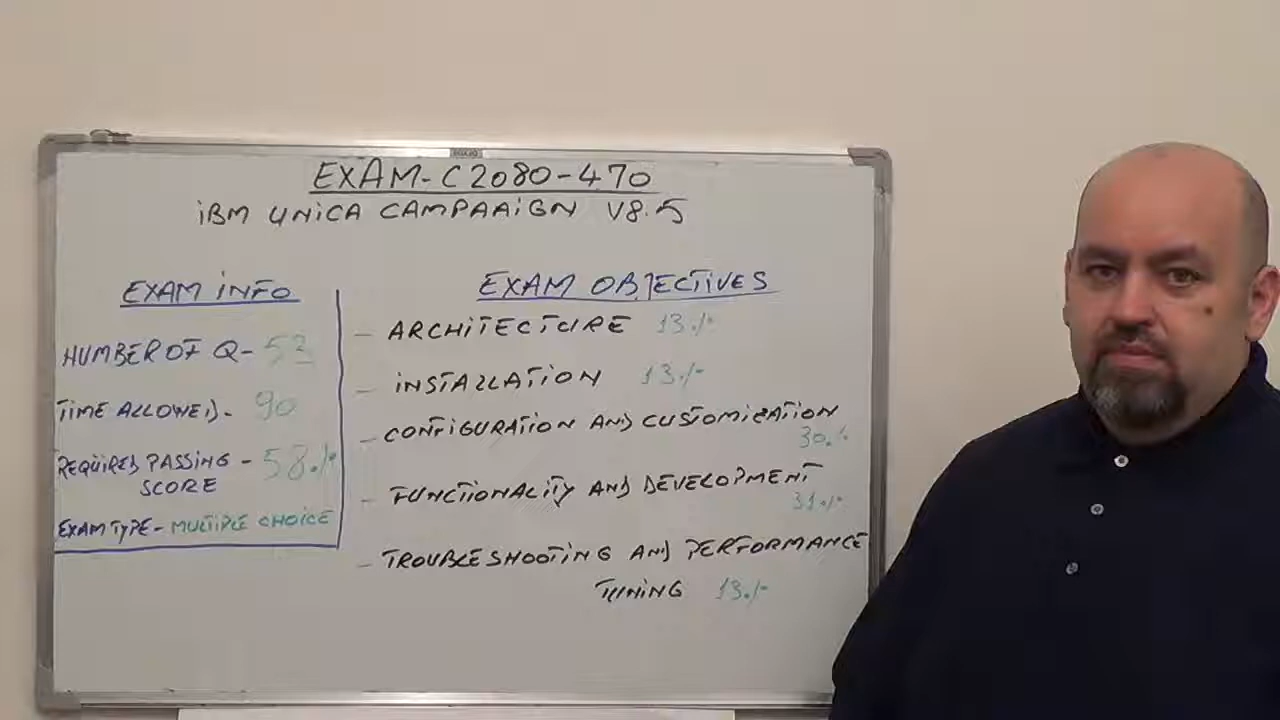 EXAM-C2080-470
iBM UNICA CAMPAAiGN V8.5
EXAM iNFO
NUMBER OF Q- 53
TIME ALLOWED- 90
REQUIRED PASSING - 58%
SCORE
EXAM TYPE- MULTIPLE CHOICE
EXAM OBJECTIVES
- ARCHITECTURE 13%
- INSTALLATION 13%
- CONFIGURATION AND CUSTOMIZATION
30%
- FUNCTIONALITY AND DEVELOPMENT
31%
- TROUBLESHOOTING AND PERFORMANCE
TUNING 13%